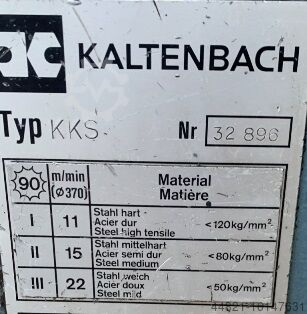 KALTENBACH
Typ KKS Nr 32 896
90 m/min (ø370) Material Matière
I 11 Stahl hart Acier dur Steel high tensile <120kg/mm²
II 15 Stahl mittelhart Acier semi dur Steel medium <80kg/mm²
III 22 Stahl weich Acier doux Steel mild <50kg/mm²